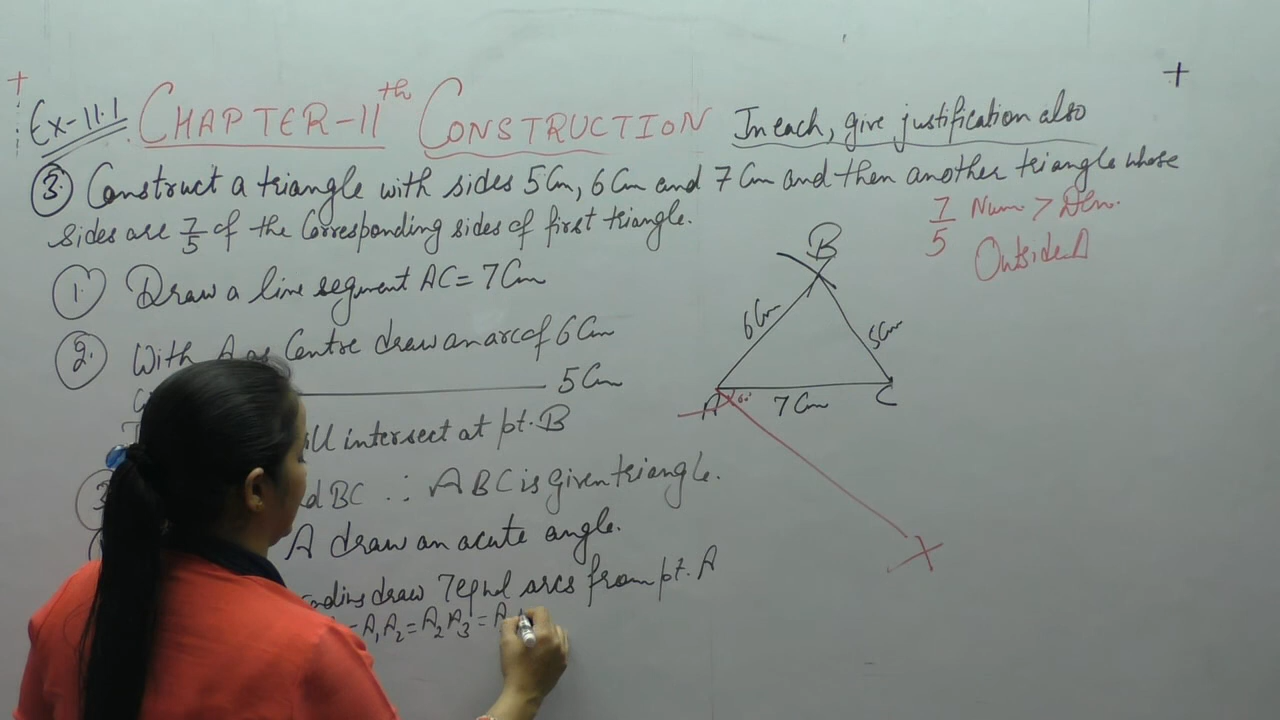 Ex-11.1 CHAPTER-11th CONSTRUCTION In each, give justification also
3. Construct a triangle with sides 5 Cm, 6 Cm and 7 Cm and then another triangle whose
sides are 7/5 of the Corresponding sides of first triangle.
7/5 Num > Den.
Outside Δ
1. Draw a line segment AC = 7 Cm
2. With A as Centre draw an arc of 6 Cm
5 Cm
intersect at pt. B
3 BC ∴ ABC is given triangle.
A draw an acute angle.
draw 7 equal arcs from pt. A
= A1A2 = A2A3 = A
B
6 Cm
5 Cm
A
60°
7 Cm
C
X